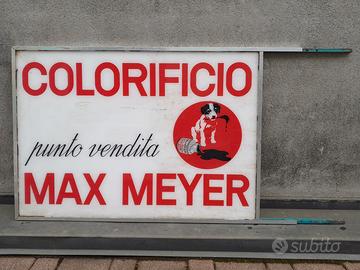 COLORIFICIO
punto vendita
MAX MEYER
subito